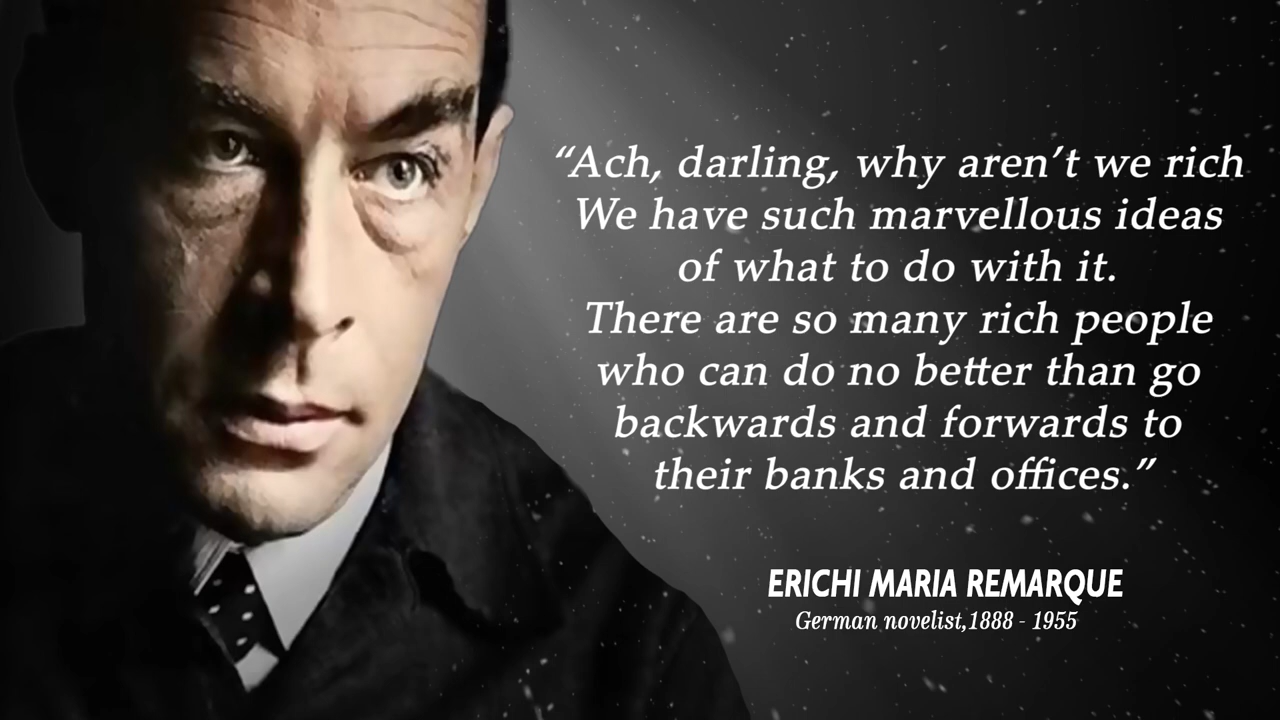 “Ach, darling, why aren’t we rich
We have such marvellous ideas
of what to do with it.
There are so many rich people
who can do no better than go
backwards and forwards to
their banks and offices.”
ERICHI MARIA REMARQUE
German novelist,1888 - 1955